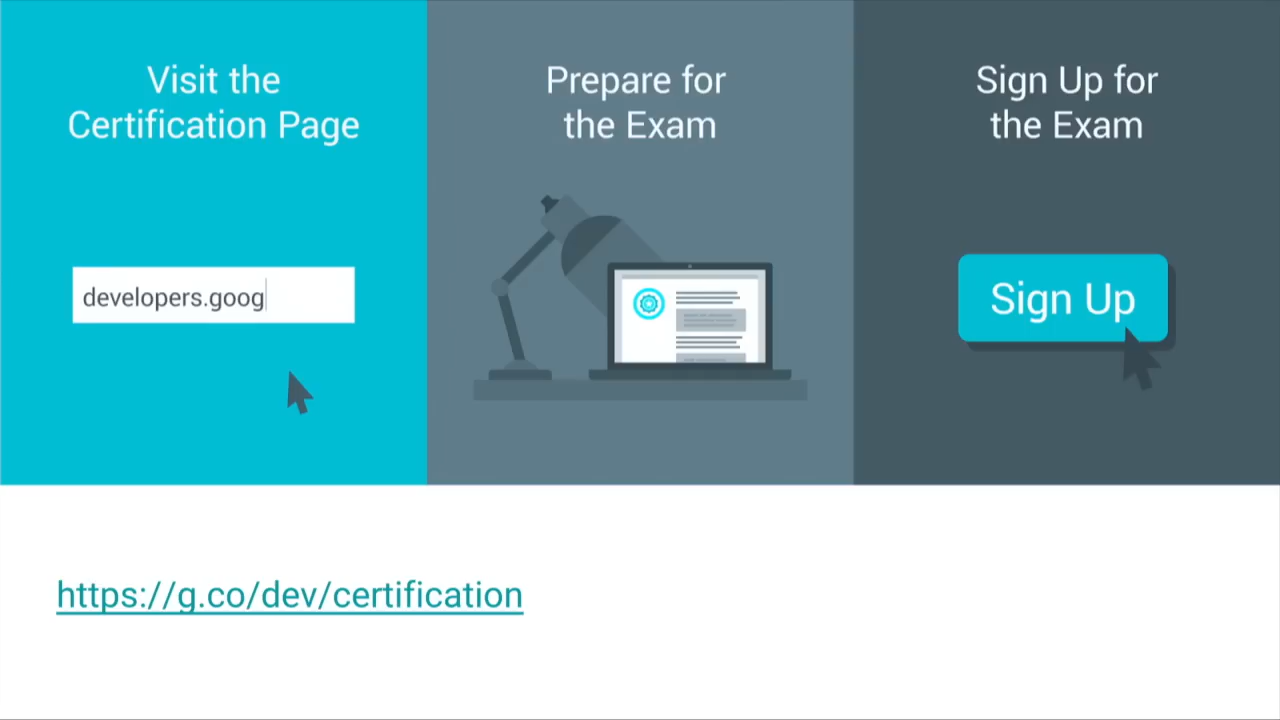 Visit the
Certification Page
developers.goog
Prepare for
the Exam
Sign Up for
the Exam
Sign Up
https://g.co/dev/certification